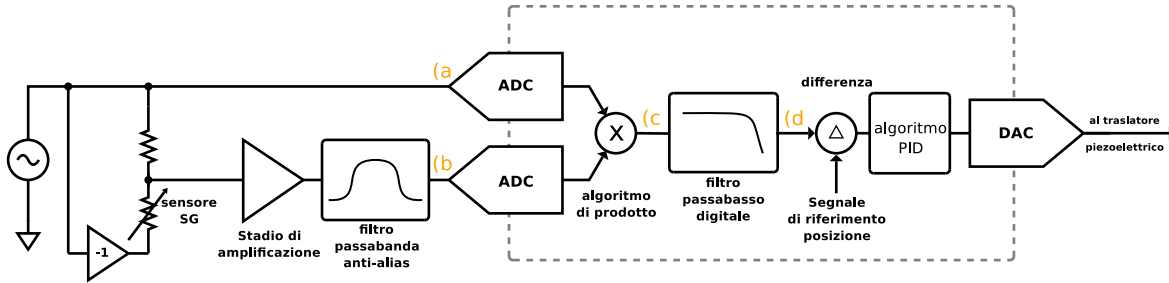 (a
ADC
differenza
(c
(d
X
Δ
algoritmo
PID
DAC
al traslatore
piezoelettrico
(b
ADC
sensore
SG
-1
Stadio di
amplificazione
filtro
passabanda
anti-alias
algoritmo
di prodotto
filtro
passabasso
digitale
Segnale
di riferimento
posizione